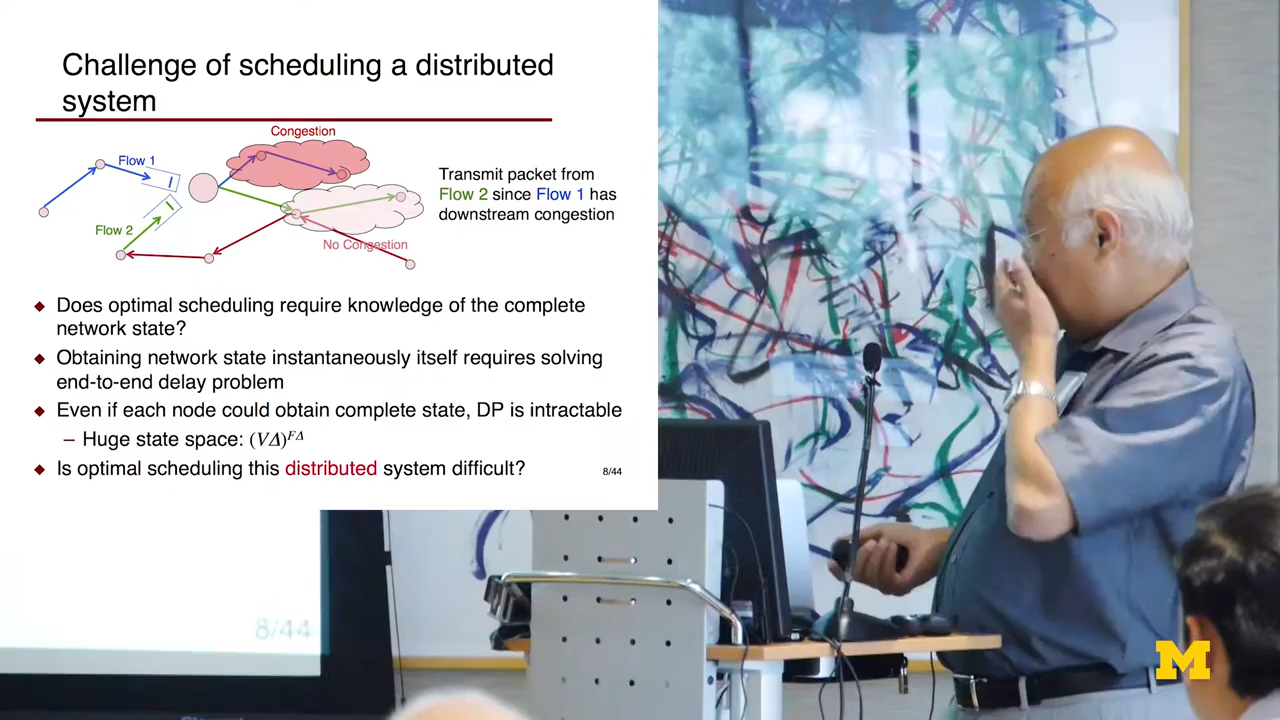 Challenge of scheduling a distributed
system
Congestion
Flow 1
Flow 2
No Congestion
Transmit packet from
Flow 2 since Flow 1 has
downstream congestion
◆ Does optimal scheduling require knowledge of the complete
network state?
◆ Obtaining network state instantaneously itself requires solving
end-to-end delay problem
◆ Even if each node could obtain complete state, DP is intractable
– Huge state space: (VΔ)^{FΔ}
◆ Is optimal scheduling this distributed system difficult?
8/44
8/44
M